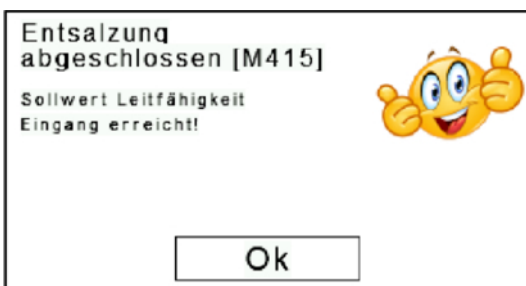 Entsalzung
abgeschlossen [M415]
Sollwert Leitfähigkeit
Eingang erreicht!
Ok